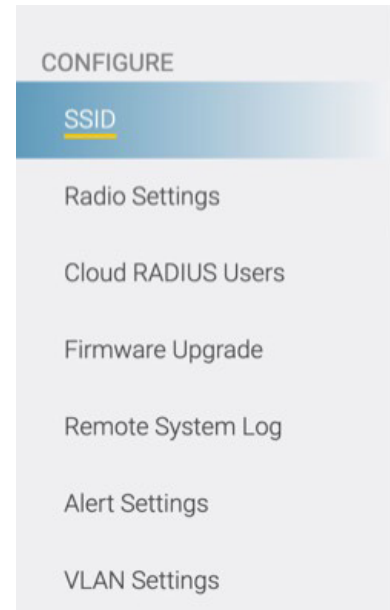 CONFIGURE
SSID
Radio Settings
Cloud RADIUS Users
Firmware Upgrade
Remote System Log
Alert Settings
VLAN Settings